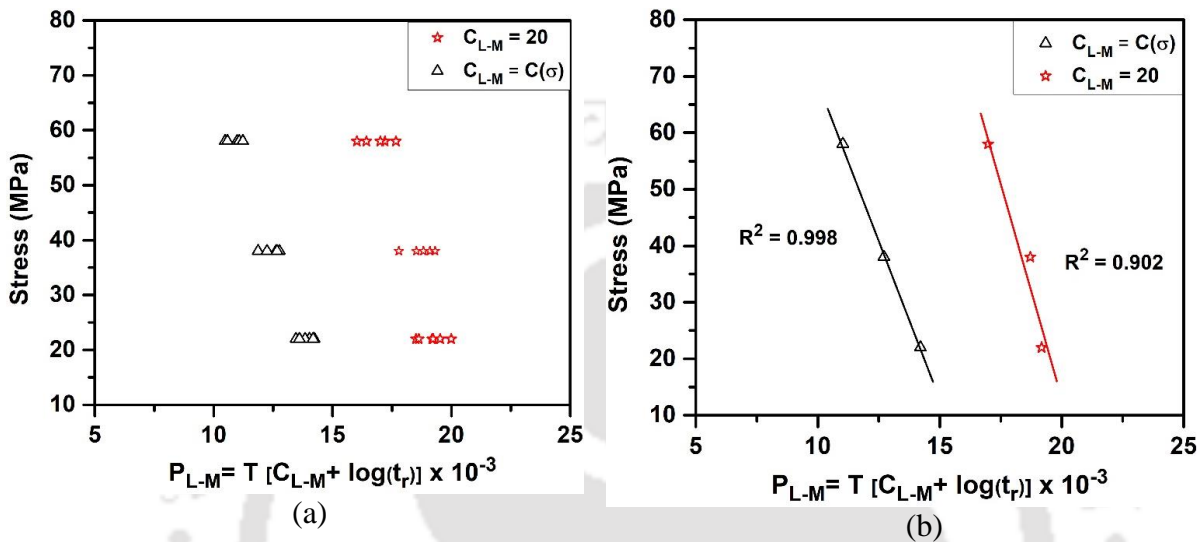 80
70
60
50
40
30
20
10
Stress (MPa)
C_L-M = 20
C_L-M = C(σ)
5 10 15 20 25
P_L-M= T [C_L-M+ log(t_r)] x 10^-3
(a)
80
70
60
50
40
30
20
10
Stress (MPa)
C_L-M = C(σ)
C_L-M = 20
R² = 0.998
R² = 0.902
5 10 15 20 25
P_L-M= T [C_L-M+ log(t_r)] x 10^-3
(b)